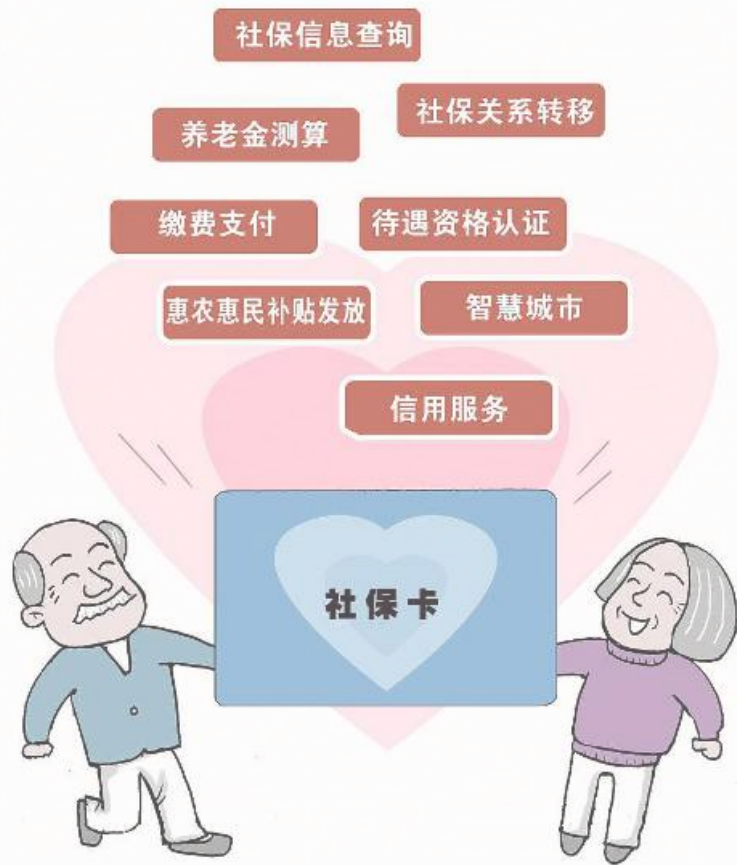 社保信息查询
社保关系转移
养老金测算
缴费支付
待遇资格认证
惠农惠民补贴发放
智慧城市
信用服务
社保卡